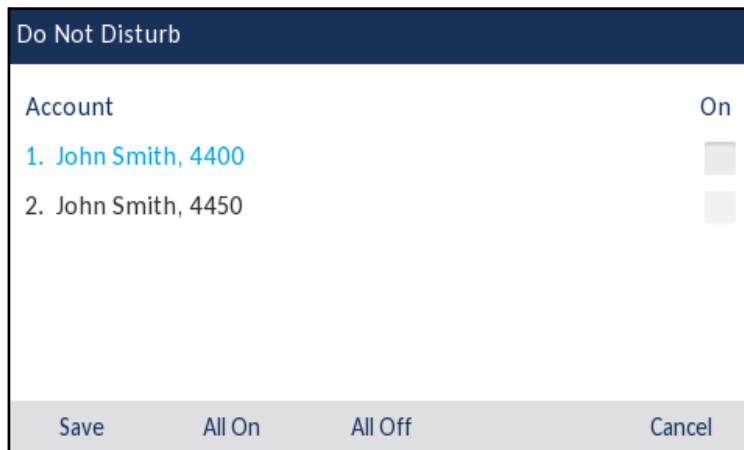 Do Not Disturb
Account On
1. John Smith, 4400
2. John Smith, 4450
Save All On All Off Cancel